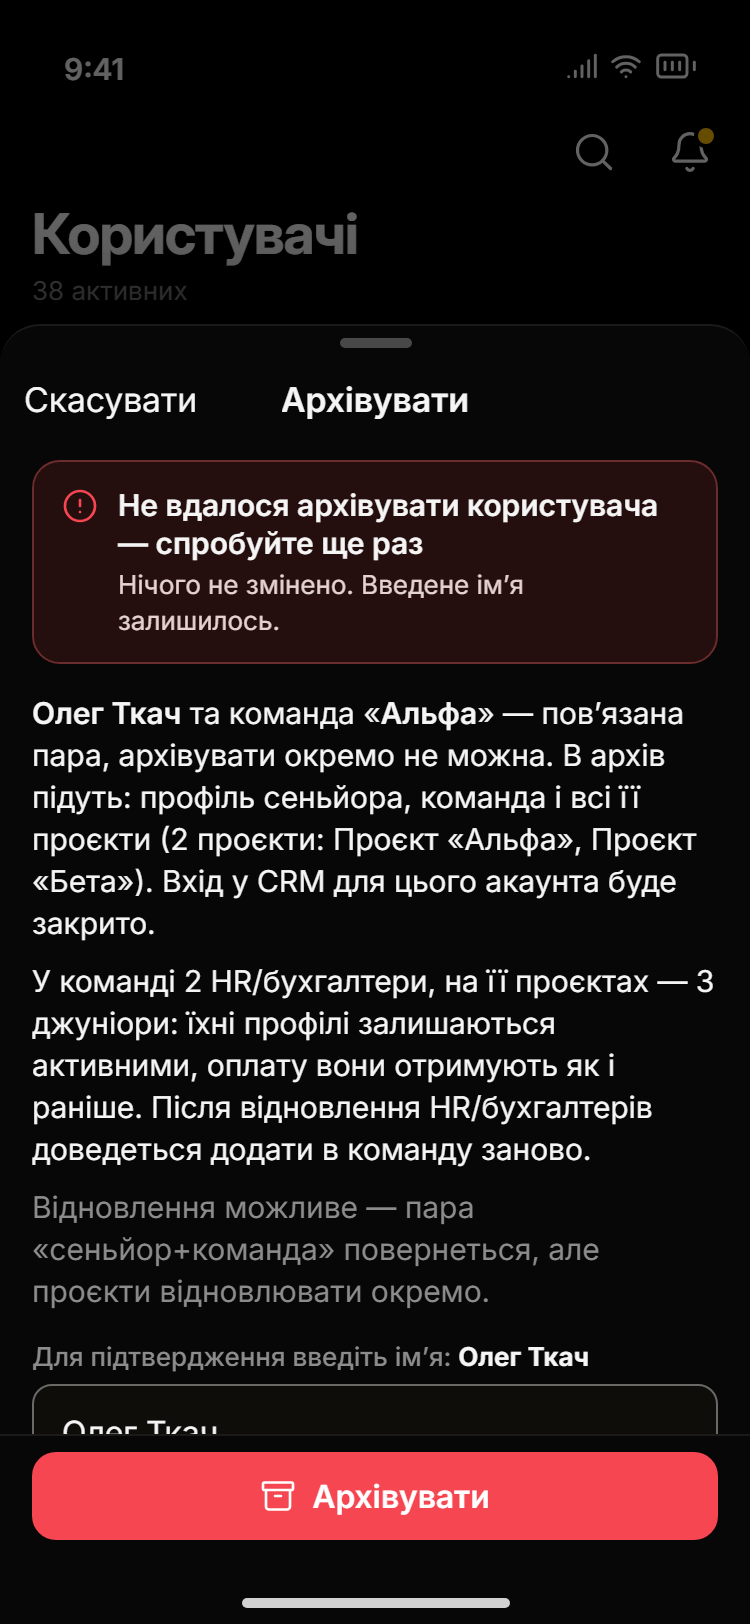 9:41
Користувачі
38 активних
Скасувати
Архівувати
Не вдалося архівувати користувача
— спробуйте ще раз
Нічого не змінено. Введене ім’я
залишилось.
Олег Ткач та команда «Альфа» — пов’язана
пара, архівувати окремо не можна. В архів
підуть: профіль сеньйора, команда і всі її
проєкти (2 проєкти: Проєкт «Альфа», Проєкт
«Бета»). Вхід у CRM для цього акаунта буде
закрито.
У команді 2 HR/бухгалтери, на її проєктах — 3
джуніори: їхні профілі залишаються
активними, оплату вони отримують як і
раніше. Після відновлення HR/бухгалтерів
доведеться додати в команду заново.
Відновлення можливе — пара
«сеньйор+команда» повернеться, але
проєкти відновлювати окремо.
Для підтвердження введіть ім’я: Олег Ткач
Олег Ткач
Архівувати